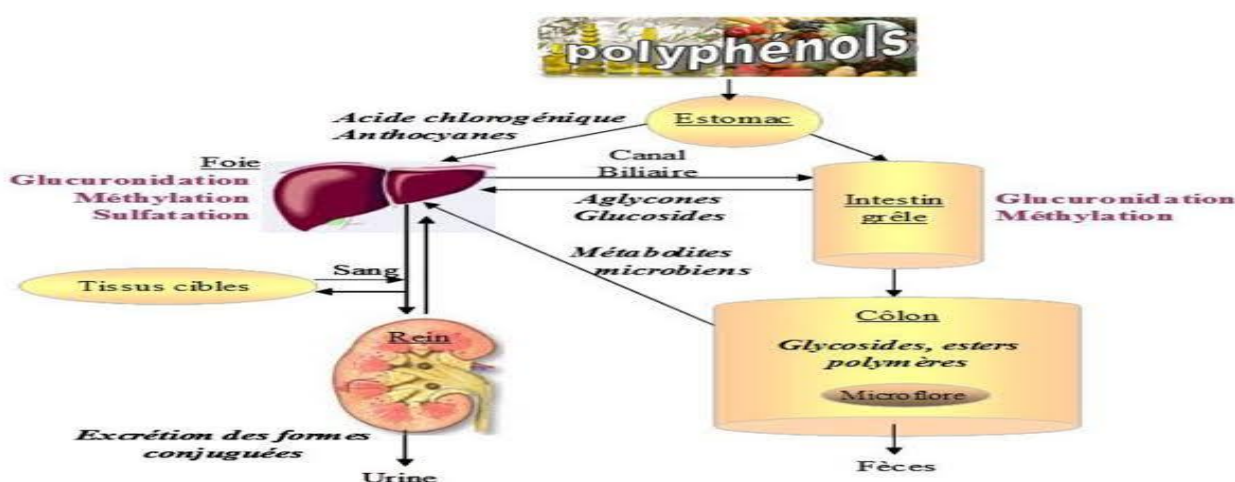 polyphénols
Estomac
Acide chlorogénique
Anthocyanes
Foie
Glucuronidation
Méthylation
Sulfatation
Canal
Biliaire
Aglycones
Glucosides
Intestin
grêle
Glucuronidation
Méthylation
Métabolites
microbiens
Sang
Tissus cibles
Côlon
Glycosides, esters
polymères
Microflore
Rein
Excrétion des formes
conjuguées
Urine
Fèces